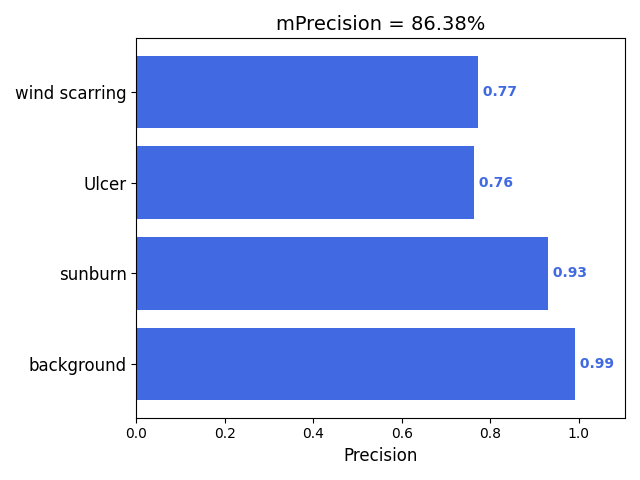 mPrecision = 86.38%
wind scarring
0.77
Ulcer
0.76
sunburn
0.93
background
0.99
0.0 0.2 0.4 0.6 0.8 1.0
Precision